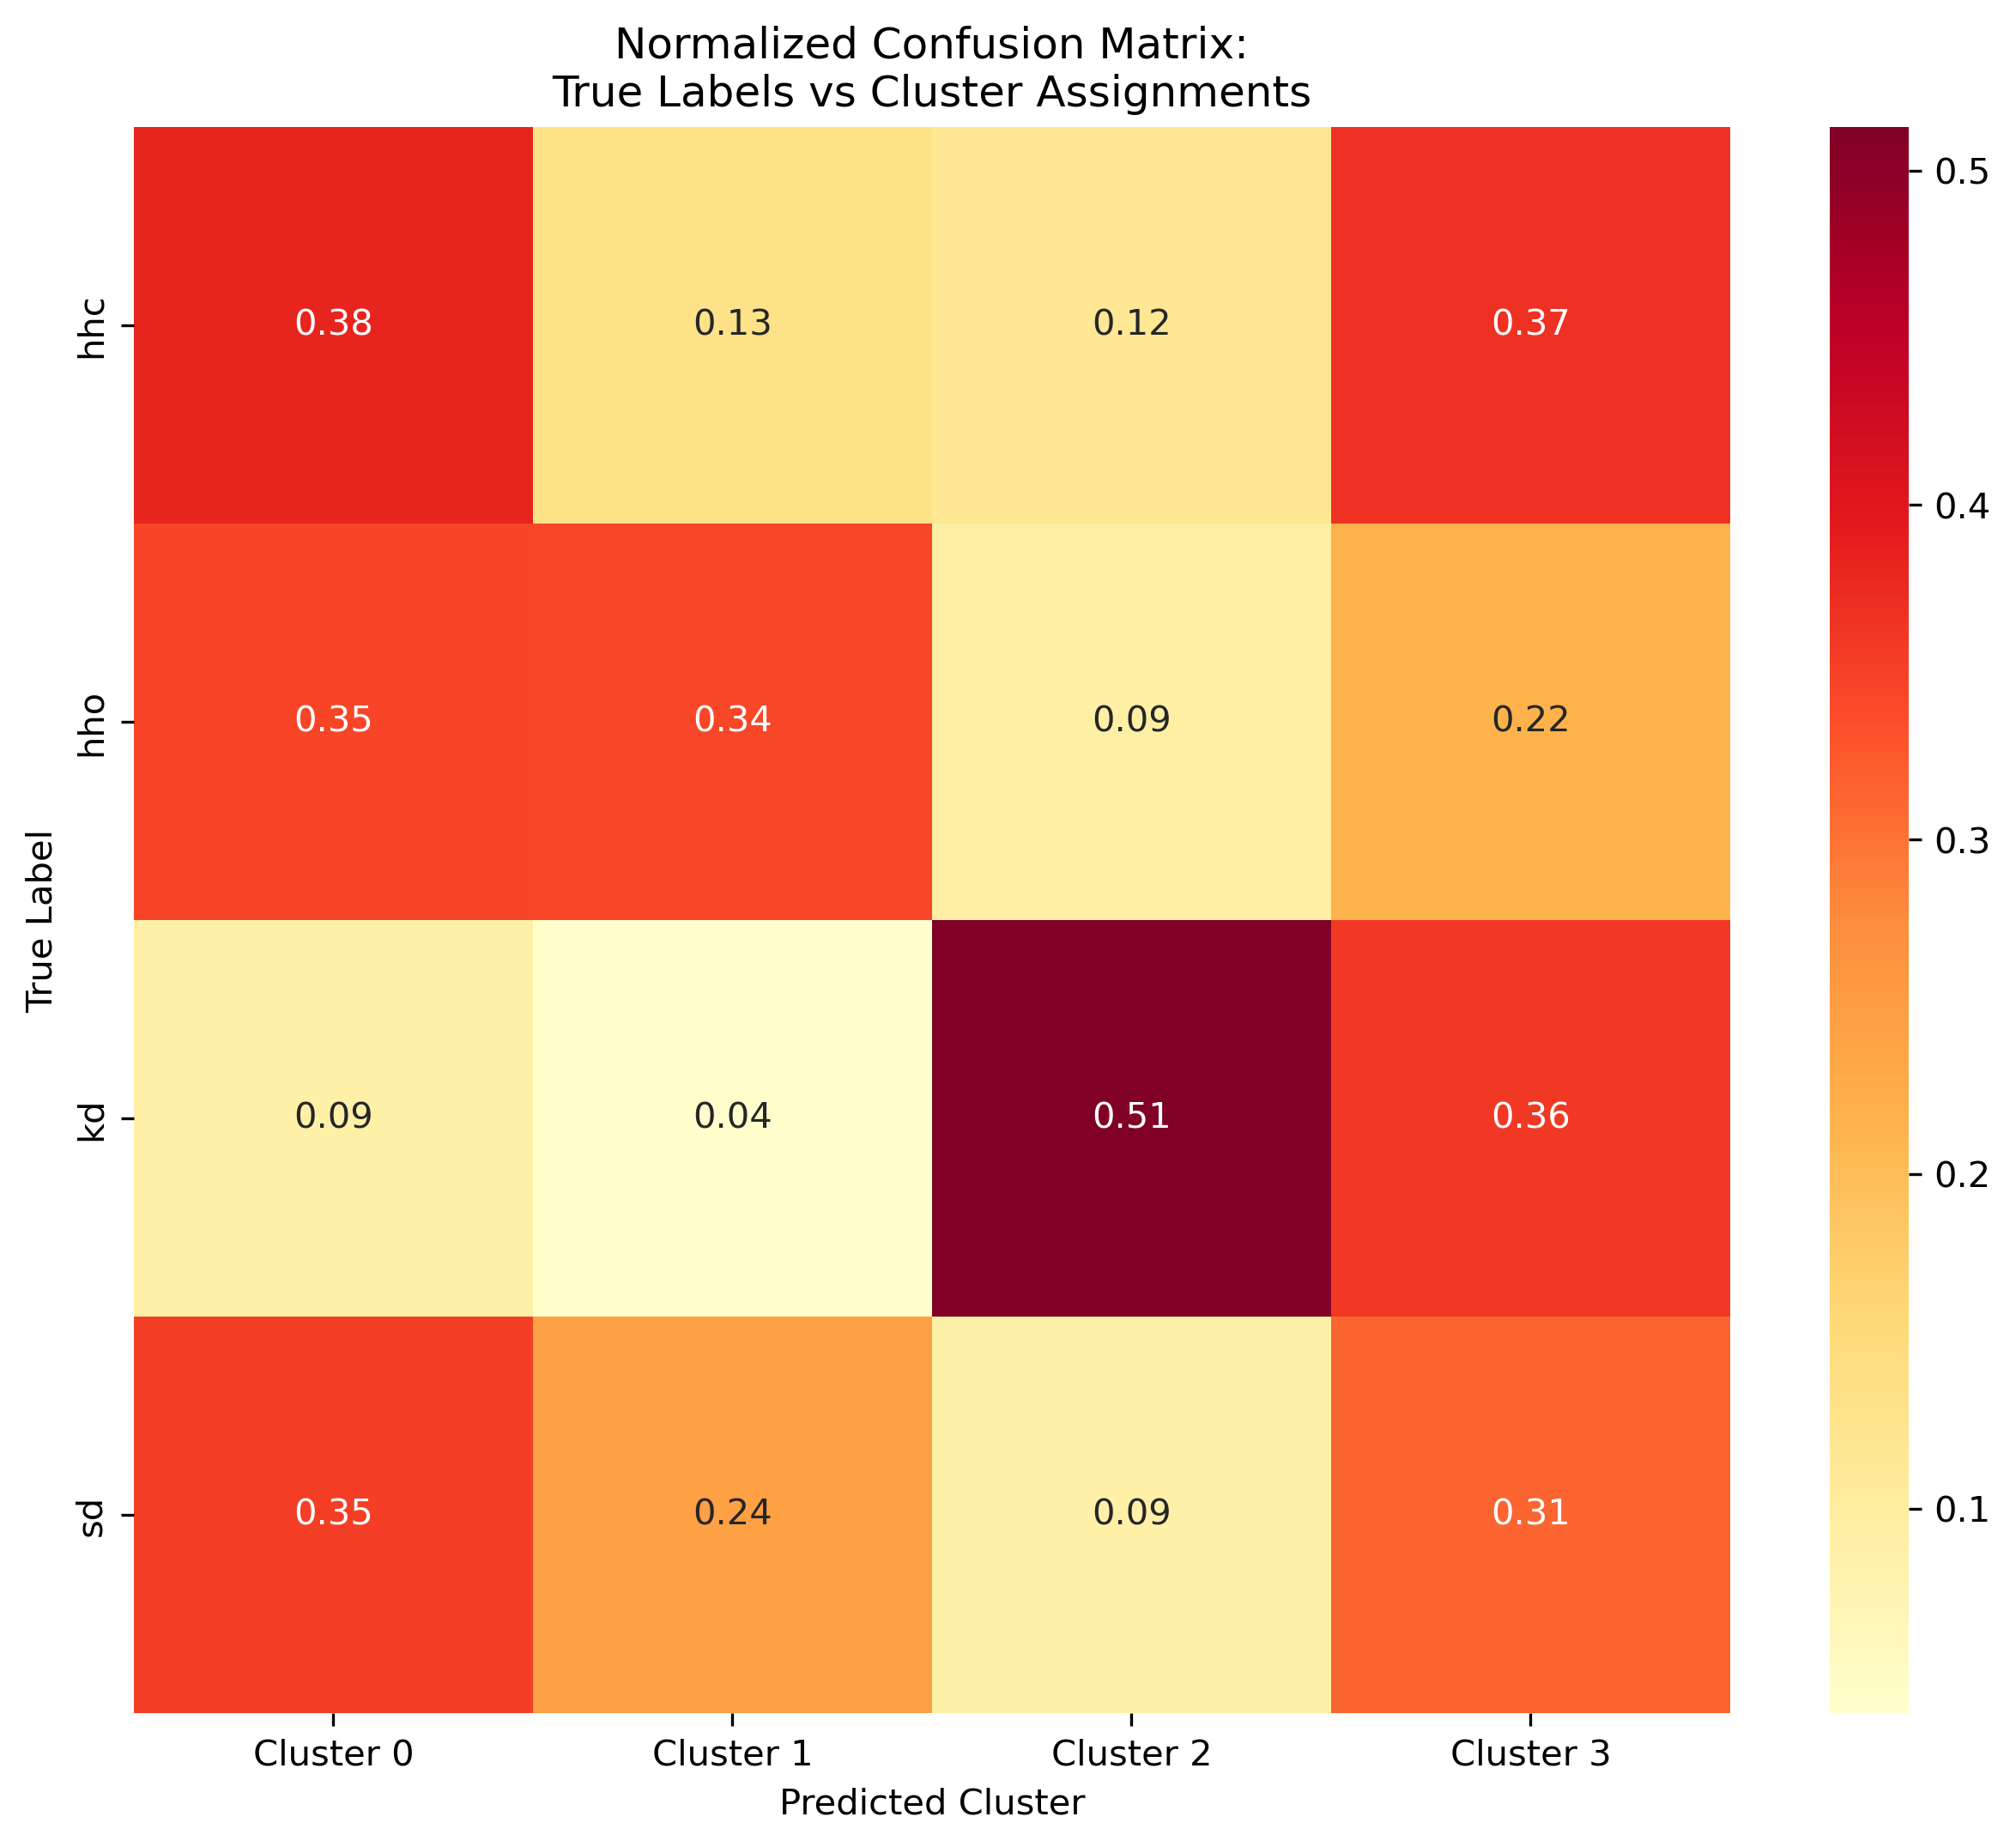 Normalized Confusion Matrix:
True Labels vs Cluster Assignments
True Label
hhc
0.38 0.13 0.12 0.37
hho
0.35 0.34 0.09 0.22
kd
0.09 0.04 0.51 0.36
sd
0.35 0.24 0.09 0.31
Cluster 0 Cluster 1 Cluster 2 Cluster 3
Predicted Cluster
0.5
0.4
0.3
0.2
0.1